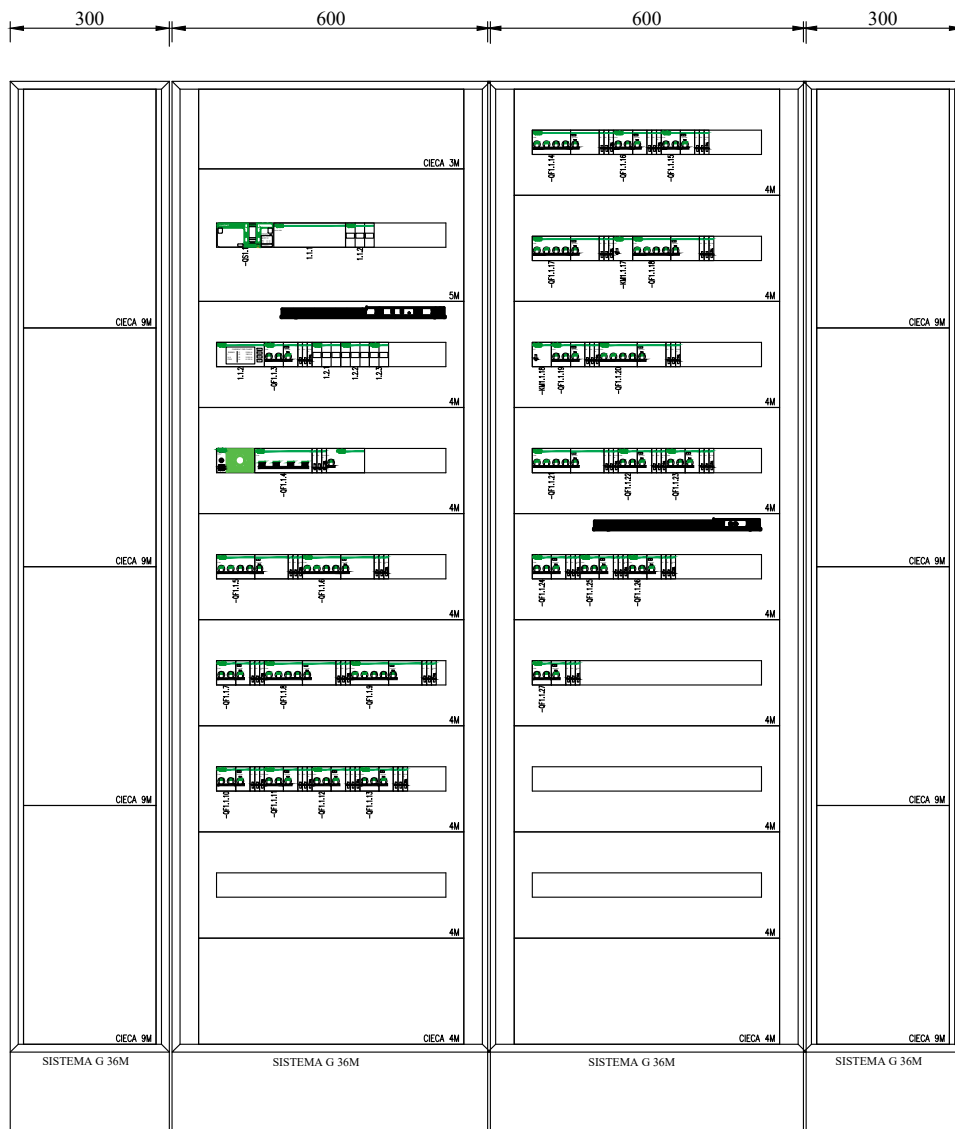 300
600
600
300
CIECA 9M
CIECA 9M
CIECA 9M
CIECA 9M
SISTEMA G 36M
CIECA 3M
-QS1.1
1.1.1
1.1.2
5M
1.1.2
-QF1.1.3
1.2.1
1.2.2
1.2.3
4M
-QF1.1.4
4M
-QF1.1.5
-QF1.1.6
4M
-QF1.1.7
-QF1.1.8
-QF1.1.9
4M
-QF1.1.10
-QF1.1.11
-QF1.1.12
-QF1.1.13
4M
4M
CIECA 4M
SISTEMA G 36M
-QF1.1.14
-QF1.1.16
-QF1.1.15
4M
-QF1.1.17
-KM1.1.17
-QF1.1.18
4M
-KM1.1.18
-QF1.1.19
-QF1.1.20
4M
-QF1.1.21
-QF1.1.22
-QF1.1.23
4M
-QF1.1.24
-QF1.1.25
-QF1.1.26
4M
-QF1.1.27
4M
4M
4M
CIECA 4M
SISTEMA G 36M
CIECA 9M
CIECA 9M
CIECA 9M
CIECA 9M
SISTEMA G 36M